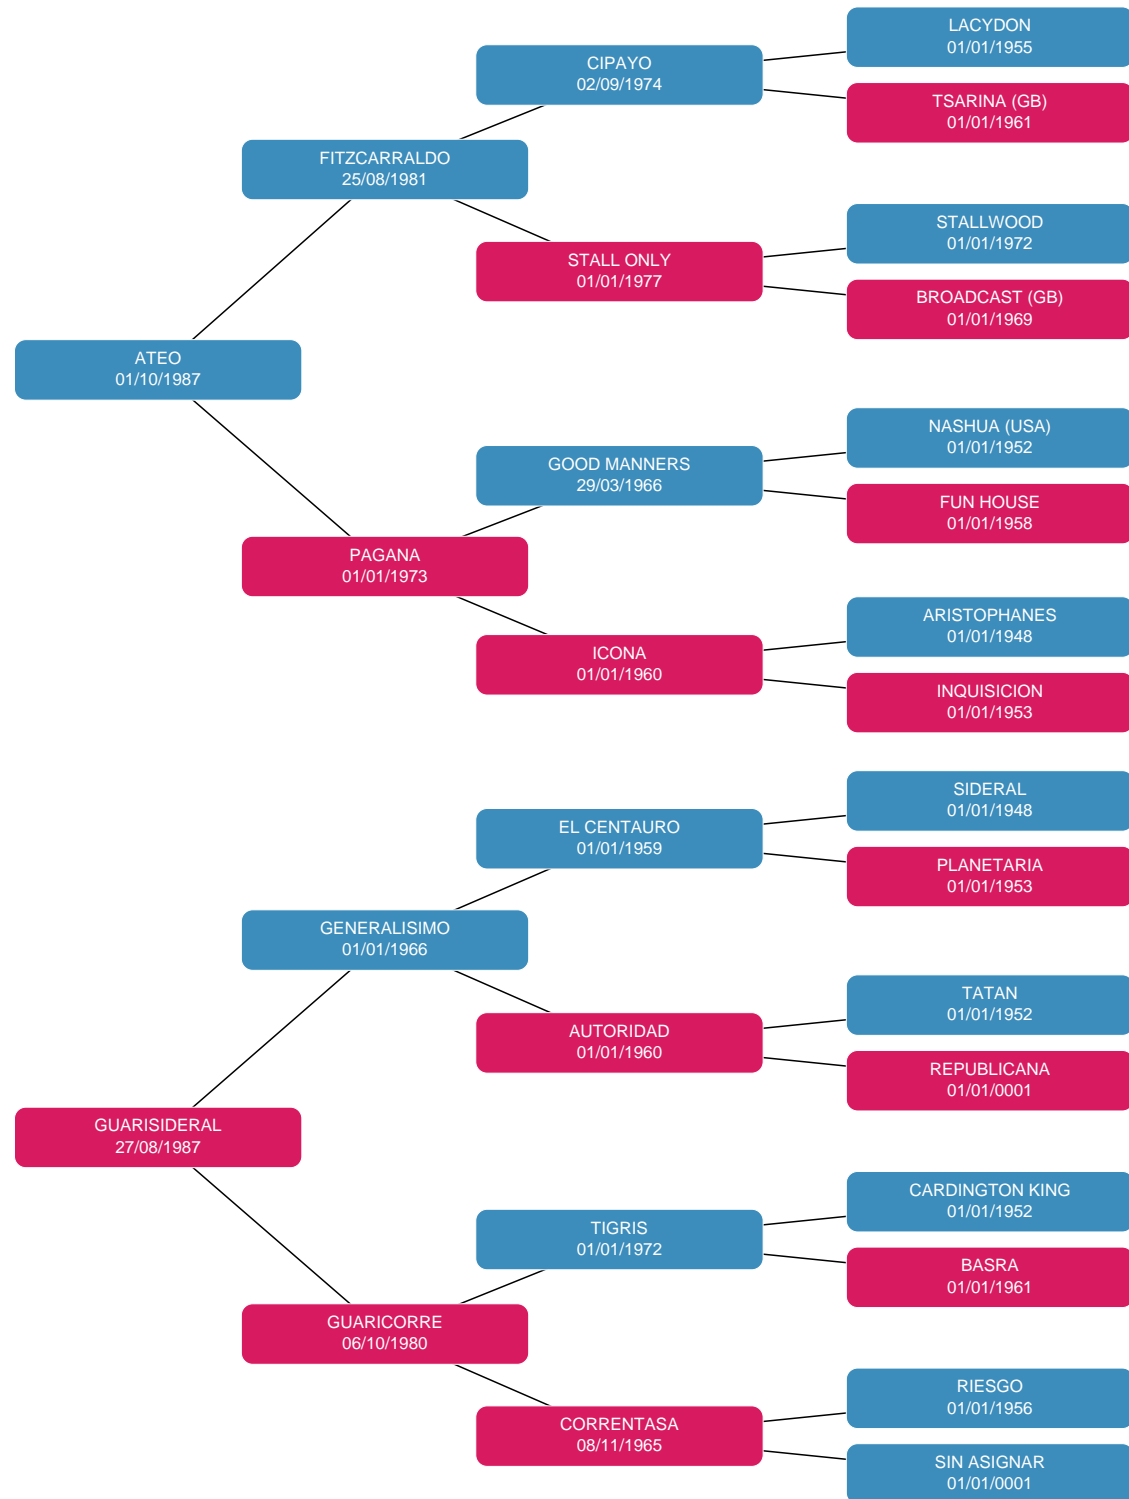 LACYDON
01/01/1955
CIPAYO
02/09/1974
TSARINA (GB)
01/01/1961
FITZCARRALDO
25/08/1981
STALLWOOD
01/01/1972
STALL ONLY
01/01/1977
BROADCAST (GB)
01/01/1969
ATEO
01/10/1987
NASHUA (USA)
01/01/1952
GOOD MANNERS
29/03/1966
FUN HOUSE
01/01/1958
PAGANA
01/01/1973
ARISTOPHANES
01/01/1948
ICONA
01/01/1960
INQUISICION
01/01/1953
SIDERAL
01/01/1948
EL CENTAURO
01/01/1959
PLANETARIA
01/01/1953
GENERALISIMO
01/01/1966
TATAN
01/01/1952
AUTORIDAD
01/01/1960
REPUBLICANA
01/01/0001
GUARISIDERAL
27/08/1987
CARDINGTON KING
01/01/1952
TIGRIS
01/01/1972
BASRA
01/01/1961
GUARICORRE
06/10/1980
RIESGO
01/01/1956
CORRENTASA
08/11/1965
SIN ASIGNAR
01/01/0001